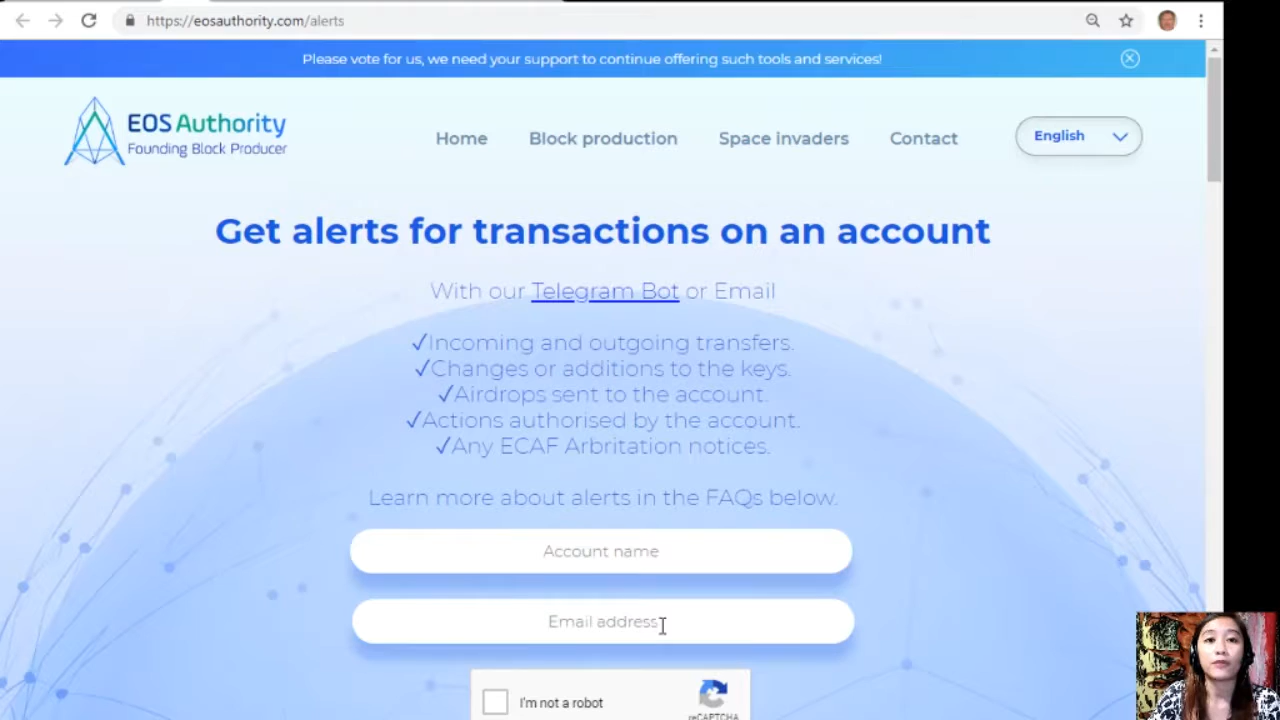 https://eosauthority.com/alerts
Please vote for us, we need your support to continue offering such tools and services!
EOS Authority
Founding Block Producer
Home
Block production
Space invaders
Contact
English
Get alerts for transactions on an account
With our Telegram Bot or Email
✓Incoming and outgoing transfers.
✓Changes or additions to the keys.
✓Airdrops sent to the account.
✓Actions authorised by the account.
✓Any ECAF Arbritation notices.
Learn more about alerts in the FAQs below.
Account name
Email address
I'm not a robot
reCAPTCHA